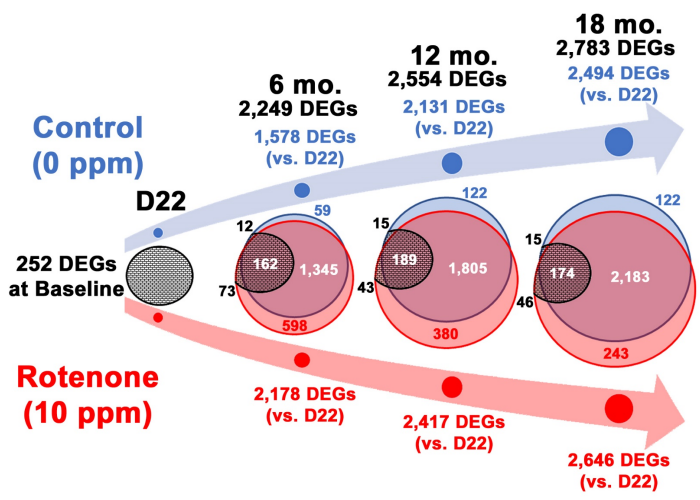 18 mo.
2,783 DEGs
2,494 DEGs
(vs. D22)
12 mo.
2,554 DEGs
2,131 DEGs
(vs. D22)
6 mo.
2,249 DEGs
1,578 DEGs
(vs. D22)
Control
(0 ppm)
D22
252 DEGs
at Baseline
12
59
162
1,345
73
598
15
122
189
1,805
43
380
15
122
174
2,183
46
243
Rotenone
(10 ppm)
2,178 DEGs
(vs. D22)
2,417 DEGs
(vs. D22)
2,646 DEGs
(vs. D22)